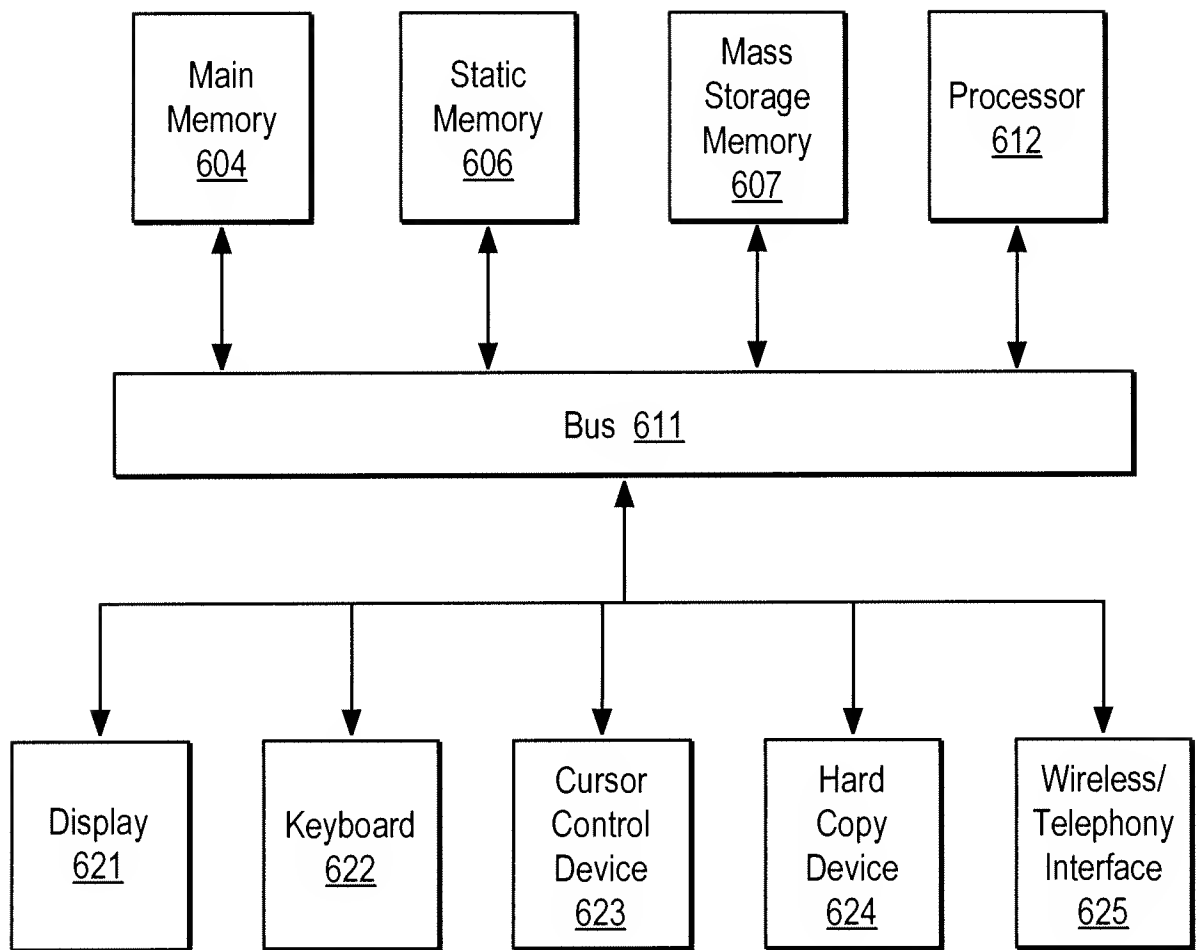 Main
Memory
604
Static
Memory
606
Mass
Storage
Memory
607
Processor
612
Bus 611
Display
621
Keyboard
622
Cursor
Control
Device
623
Hard
Copy
Device
624
Wireless/
Telephony
Interface
625